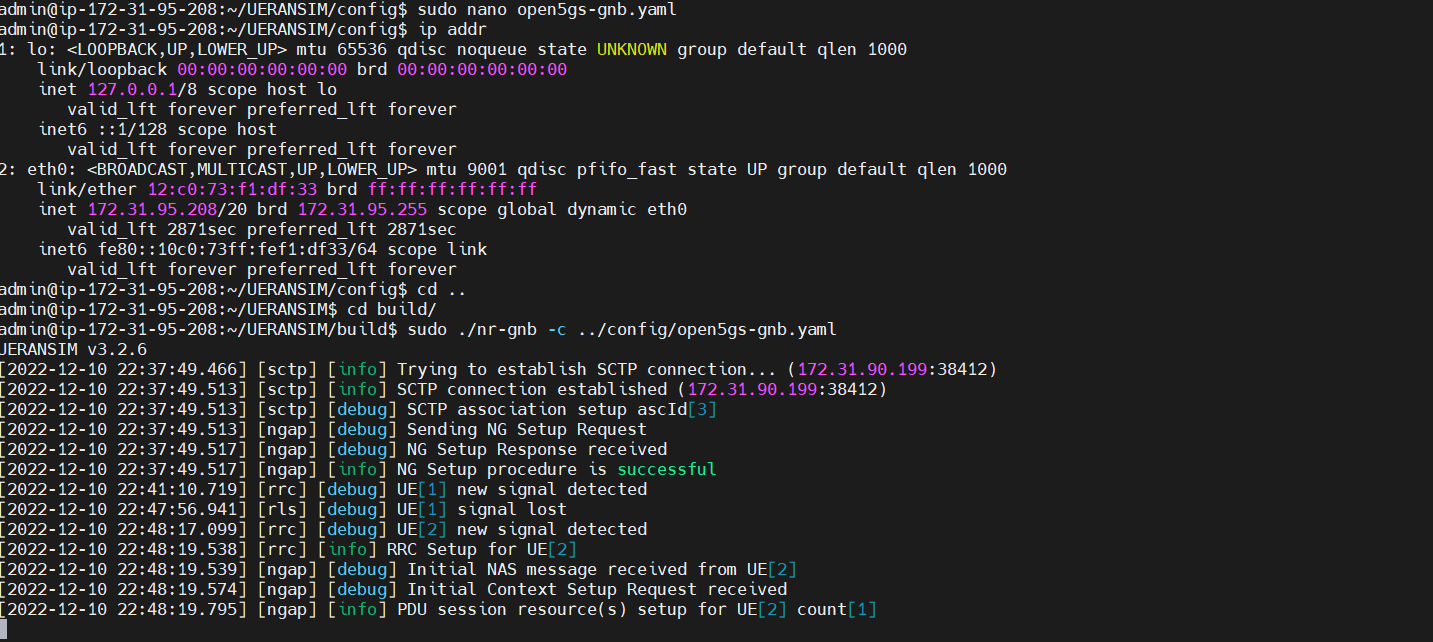 admin@ip-172-31-95-208:~/UERANSIM/config$ sudo nano open5gs-gnb.yaml
admin@ip-172-31-95-208:~/UERANSIM/config$ ip addr
1: lo: <LOOPBACK,UP,LOWER_UP> mtu 65536 qdisc noqueue state UNKNOWN group default qlen 1000
    link/loopback 00:00:00:00:00:00 brd 00:00:00:00:00:00
    inet 127.0.0.1/8 scope host lo
       valid_lft forever preferred_lft forever
    inet6 ::1/128 scope host
       valid_lft forever preferred_lft forever
2: eth0: <BROADCAST,MULTICAST,UP,LOWER_UP> mtu 9001 qdisc pfifo_fast state UP group default qlen 1000
    link/ether 12:c0:73:f1:df:33 brd ff:ff:ff:ff:ff:ff
    inet 172.31.95.208/20 brd 172.31.95.255 scope global dynamic eth0
       valid_lft 2871sec preferred_lft 2871sec
    inet6 fe80::10c0:73ff:fef1:df33/64 scope link
       valid_lft forever preferred_lft forever
admin@ip-172-31-95-208:~/UERANSIM/config$ cd ..
admin@ip-172-31-95-208:~/UERANSIM$ cd build/
admin@ip-172-31-95-208:~/UERANSIM/build$ sudo ./nr-gnb -c ../config/open5gs-gnb.yaml
UERANSIM v3.2.6
[2022-12-10 22:37:49.466] [sctp] [info] Trying to establish SCTP connection... (172.31.90.199:38412)
[2022-12-10 22:37:49.513] [sctp] [info] SCTP connection established (172.31.90.199:38412)
[2022-12-10 22:37:49.513] [sctp] [debug] SCTP association setup ascId[3]
[2022-12-10 22:37:49.513] [ngap] [debug] Sending NG Setup Request
[2022-12-10 22:37:49.517] [ngap] [debug] NG Setup Response received
[2022-12-10 22:37:49.517] [ngap] [info] NG Setup procedure is successful
[2022-12-10 22:41:10.719] [rrc] [debug] UE[1] new signal detected
[2022-12-10 22:47:56.941] [rls] [debug] UE[1] signal lost
[2022-12-10 22:48:17.099] [rrc] [debug] UE[2] new signal detected
[2022-12-10 22:48:19.538] [rrc] [info] RRC Setup for UE[2]
[2022-12-10 22:48:19.539] [ngap] [debug] Initial NAS message received from UE[2]
[2022-12-10 22:48:19.574] [ngap] [debug] Initial Context Setup Request received
[2022-12-10 22:48:19.795] [ngap] [info] PDU session resource(s) setup for UE[2] count[1]